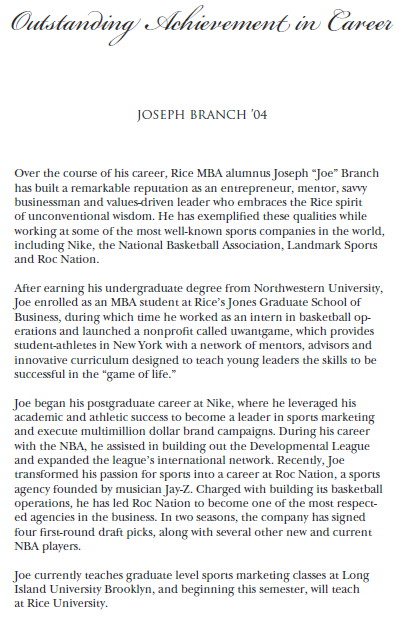 Outstanding Achievement in Career
JOSEPH BRANCH ’04
Over the course of his career, Rice MBA alumnus Joseph “Joe” Branch
has built a remarkable reputation as an entrepreneur, mentor, savvy
businessman and values-driven leader who embraces the Rice spirit
of unconventional wisdom. He has exemplified these qualities while
working at some of the most well-known sports companies in the world,
including Nike, the National Basketball Association, Landmark Sports
and Roc Nation.
After earning his undergraduate degree from Northwestern University,
Joe enrolled as an MBA student at Rice’s Jones Graduate School of
Business, during which time he worked as an intern in basketball op-
erations and launched a nonprofit called uwantgame, which provides
student-athletes in New York with a network of mentors, advisors and
innovative curriculum designed to teach young leaders the skills to be
successful in the “game of life.”
Joe began his postgraduate career at Nike, where he leveraged his
academic and athletic success to become a leader in sports marketing
and execute multimillion dollar brand campaigns. During his career
with the NBA, he assisted in building out the Developmental League
and expanded the league’s international network. Recently, Joe
transformed his passion for sports into a career at Roc Nation, a sports
agency founded by musician Jay-Z. Charged with building its basketball
operations, he has led Roc Nation to become one of the most respect-
ed agencies in the business. In two seasons, the company has signed
four first-round draft picks, along with several other new and current
NBA players.
Joe currently teaches graduate level sports marketing classes at Long
Island University Brooklyn, and beginning this semester, will teach
at Rice University.